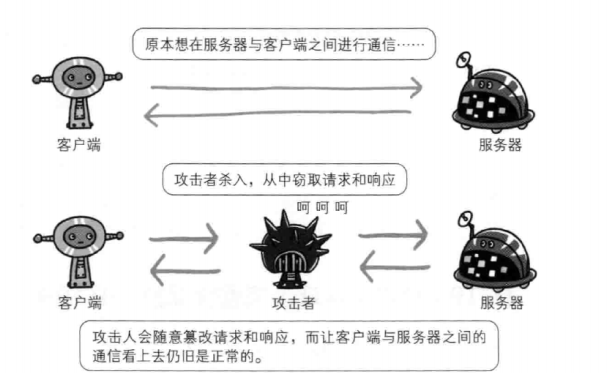 原本想在服务器与客户端之间进行通信……
客户端
服务器
攻击者杀入，从中窃取请求和响应
呵 呵 呵
客户端
攻击者
服务器
攻击人会随意篡改请求和响应，而让客户端与服务器之间的
通信看上去仍旧是正常的。